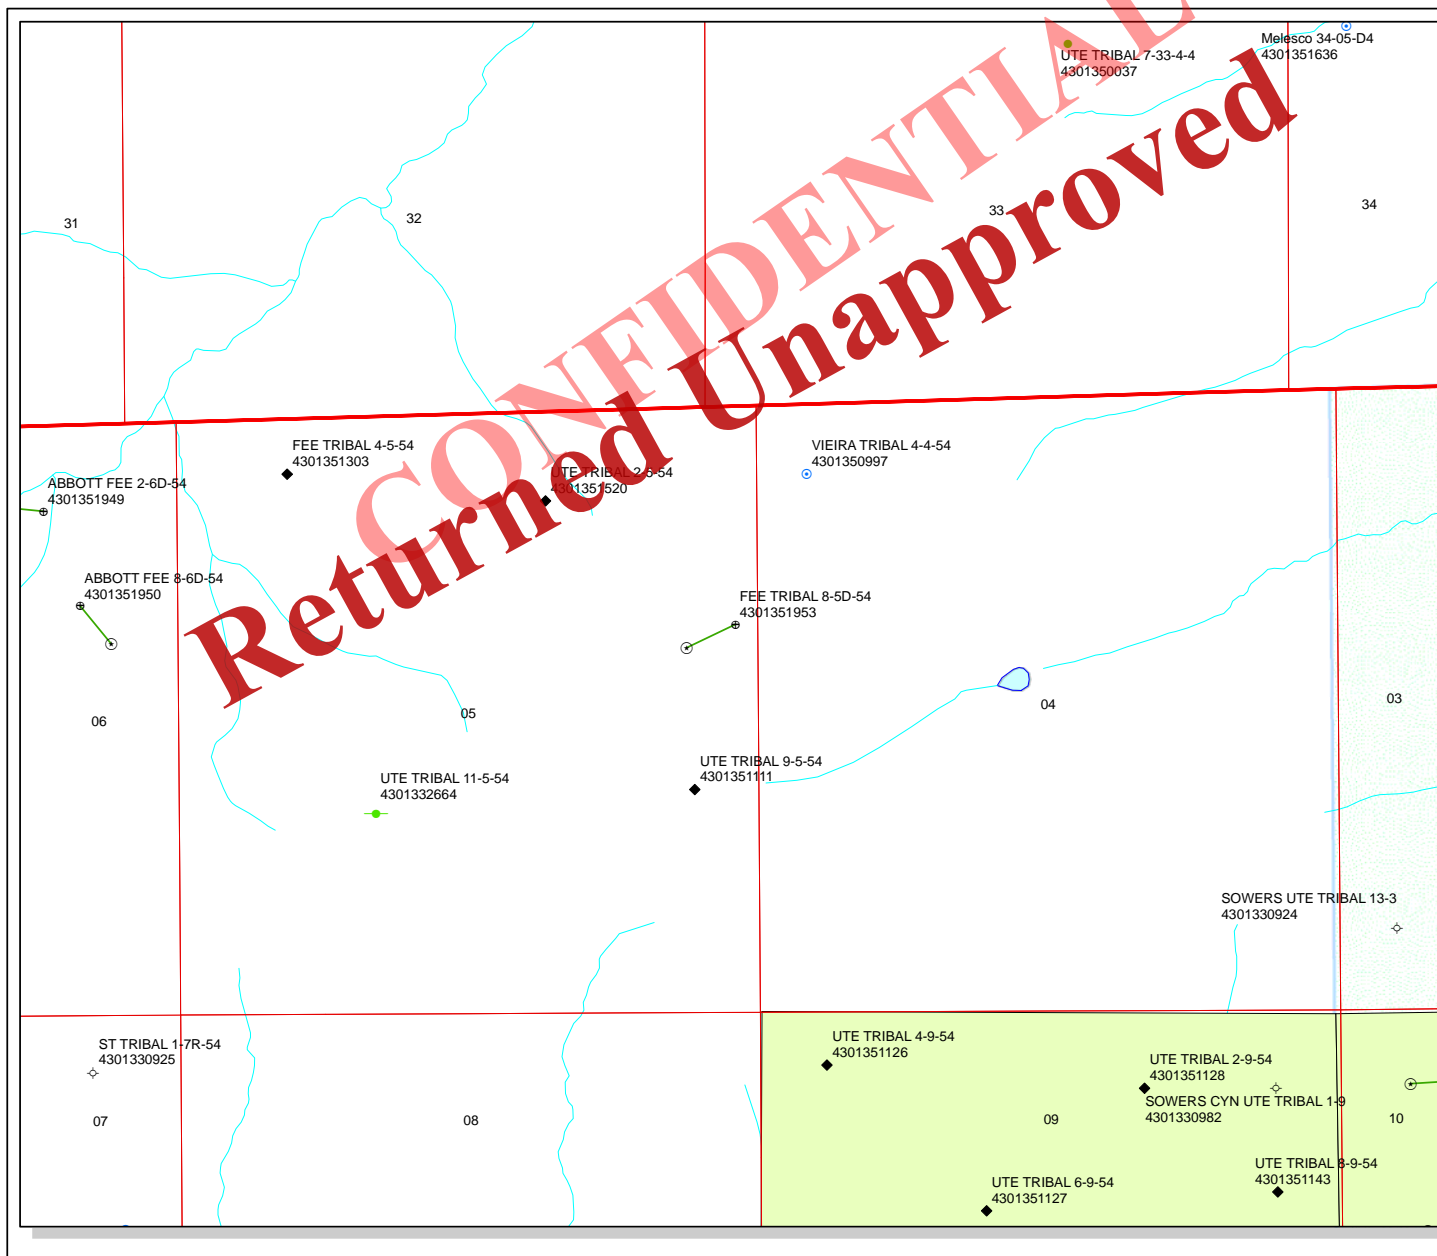 UTE TRIBAL 7-33-4-4
4301350037
Melesco 34-05-D4
4301351636
CONFIDENTIAL
Returned Unapproved
31
32
33
34
FEE TRIBAL 4-5-54
4301351303
UTE TRIBAL 2-5-54
4301351520
VIEIRA TRIBAL 4-4-54
4301350997
ABBOTT FEE 2-6D-54
4301351949
ABBOTT FEE 8-6D-54
4301351950
FEE TRIBAL 8-5D-54
4301351953
06
05
04
03
UTE TRIBAL 11-5-54
4301332664
UTE TRIBAL 9-5-54
4301351111
SOWERS UTE TRIBAL 13-3
4301330924
ST TRIBAL 1-7R-54
4301330925
UTE TRIBAL 4-9-54
4301351126
UTE TRIBAL 2-9-54
4301351128
SOWERS CYN UTE TRIBAL 1-9
4301330982
07
08
09
10
UTE TRIBAL 6-9-54
4301351127
UTE TRIBAL 8-9-54
4301351143